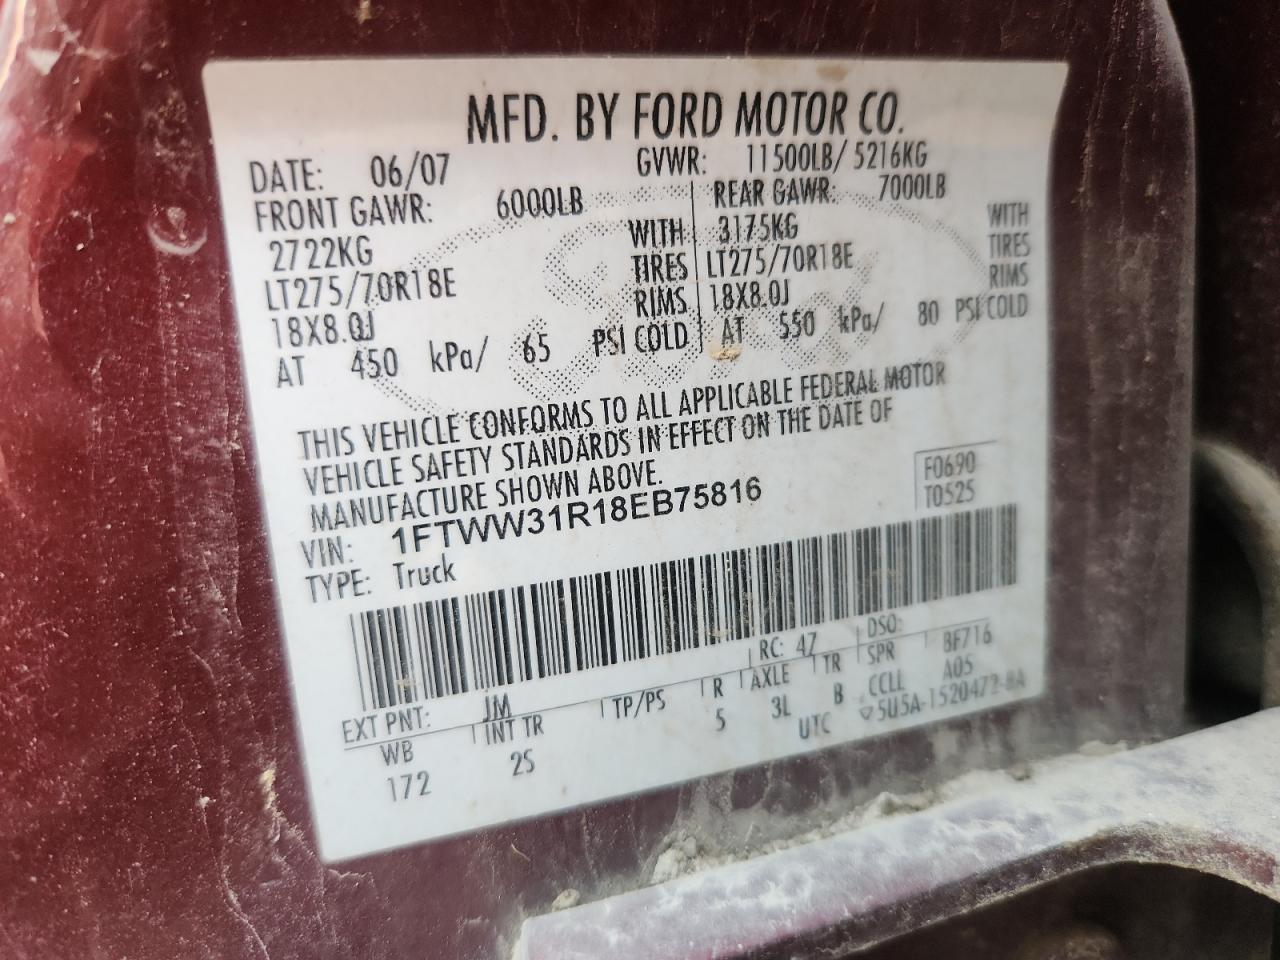 MFD. BY FORD MOTOR CO.
DATE: 06/07 GVWR: 11500LB/ 5216KG
FRONT GAWR: 6000LB REAR GAWR: 7000LB
2722KG WITH 3175KG WITH
LT275/70R18E TIRES LT275/70R18E TIRES
18X8.0J RIMS 18X8.0J RIMS
AT 450 kPa/ 65 PSI COLD AT 550 kPa/ 80 PSI COLD
THIS VEHICLE CONFORMS TO ALL APPLICABLE FEDERAL MOTOR
VEHICLE SAFETY STANDARDS IN EFFECT ON THE DATE OF
MANUFACTURE SHOWN ABOVE.
F0690
VIN: 1FTWW31R18EB75816 T0525
TYPE: Truck
EXT PNT: JM RC: 47 DSO:
WB INT TR TP/PS R AXLE TR SPR 8F716
172 2S 5 3L B CCLL A05
UTC ▽5U5A-1520472-BA